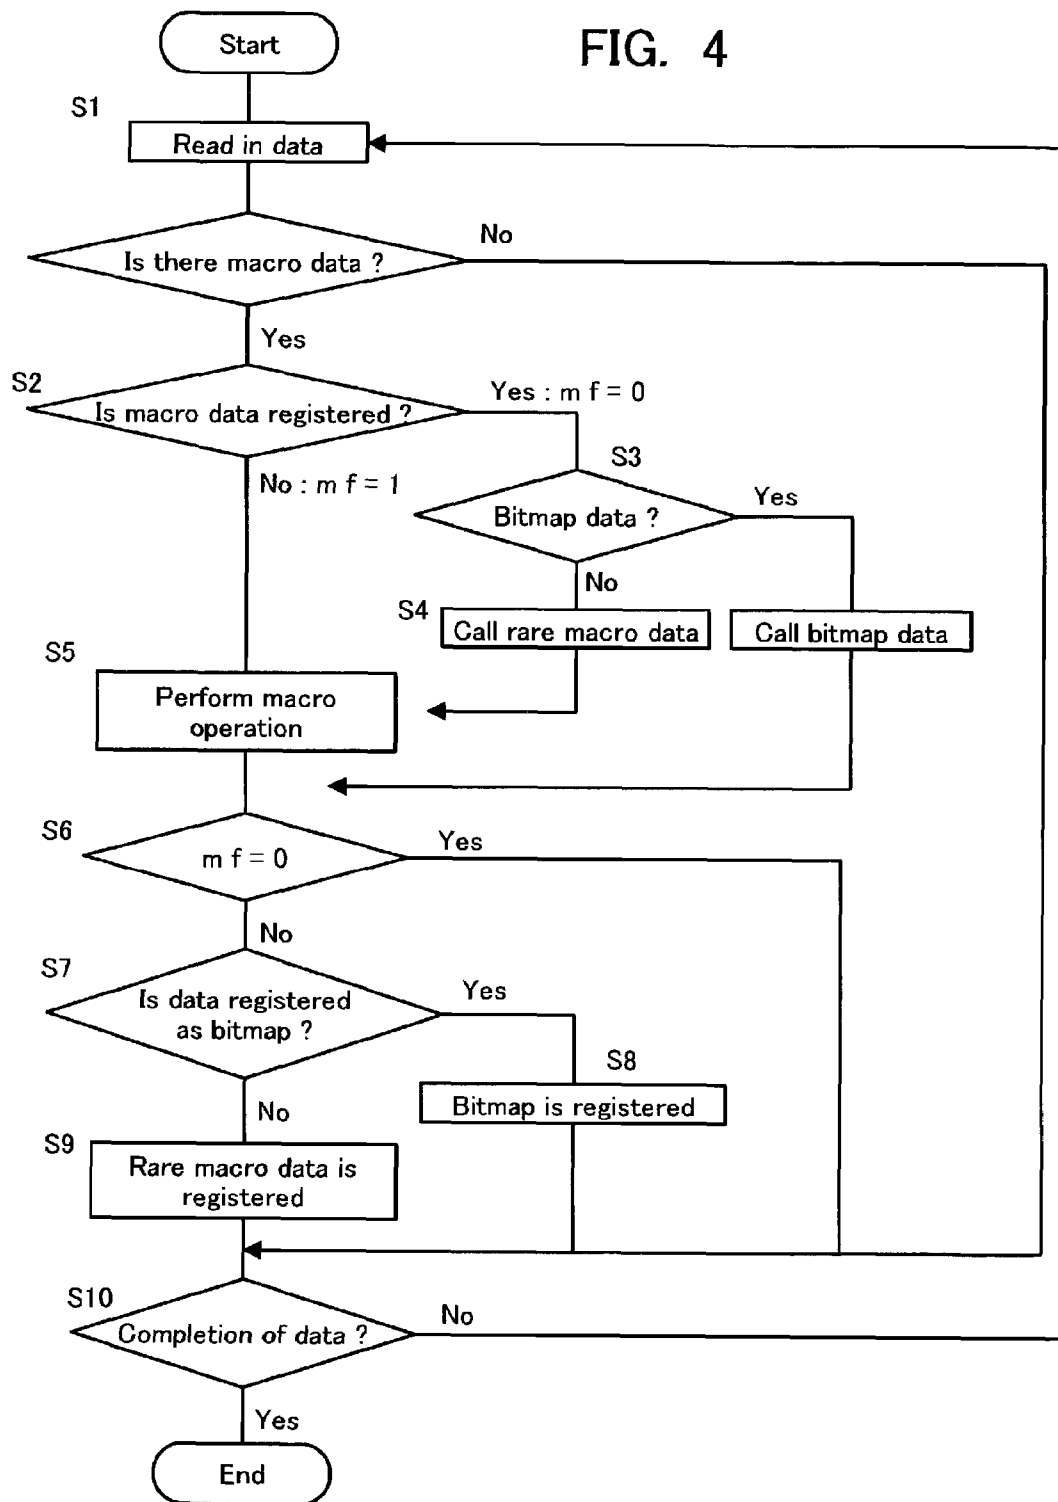 Start
FIG. 4
S1
Read in data
No
Is there macro data ?
Yes
S2
Yes : m f = 0
Is macro data registered ?
S3
No : m f = 1
Yes
Bitmap data ?
No
S4
Call rare macro data
Call bitmap data
S5
Perform macro
operation
S6
Yes
m f = 0
No
S7
Yes
Is data registered
as bitmap ?
S8
No
Bitmap is registered
S9
Rare macro data is
registered
S10
No
Completion of data ?
Yes
End